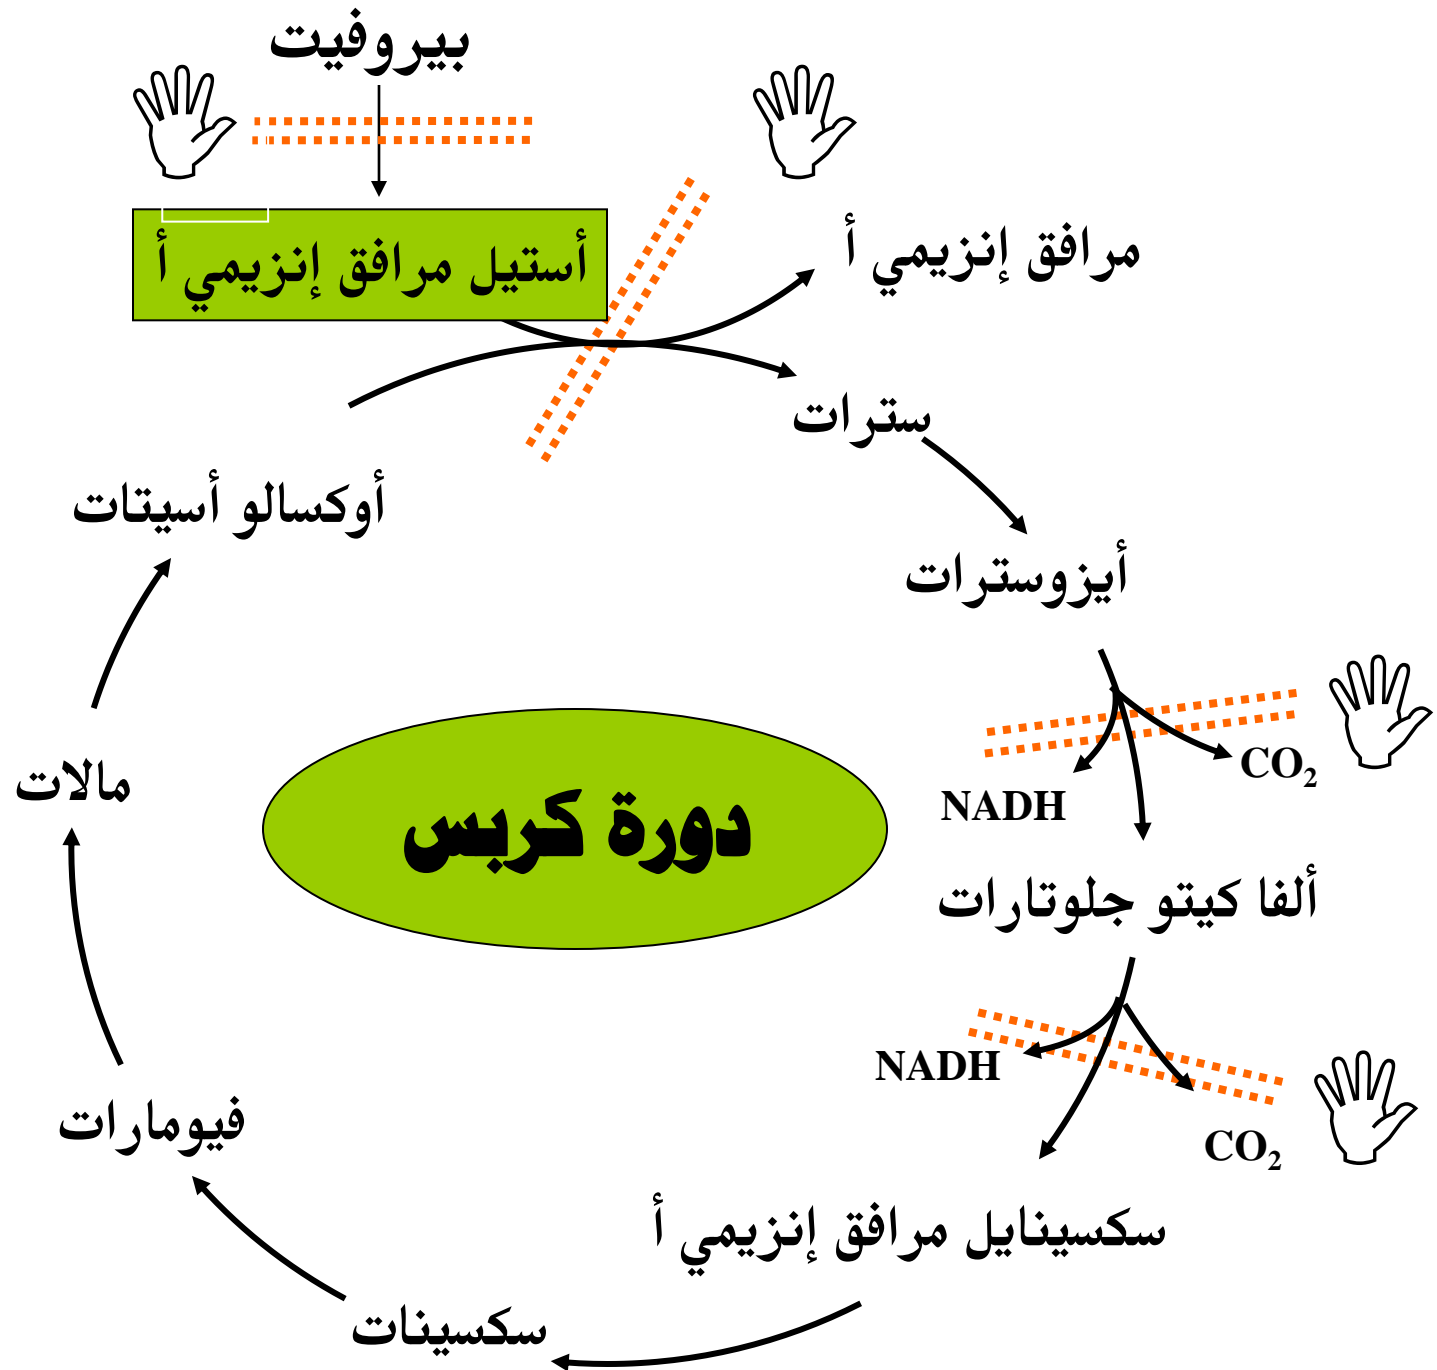 بيروفيت
أستيل مرافق إنزيمي أ
مرافق إنزيمي أ
سترات
أوكسالو أسيتات
أيزوسترات
CO₂
NADH
مالات
دورة كربس
ألفا كيتو جلوتارات
NADH
CO₂
فيومارات
سكسينايل مرافق إنزيمي أ
سكسينات